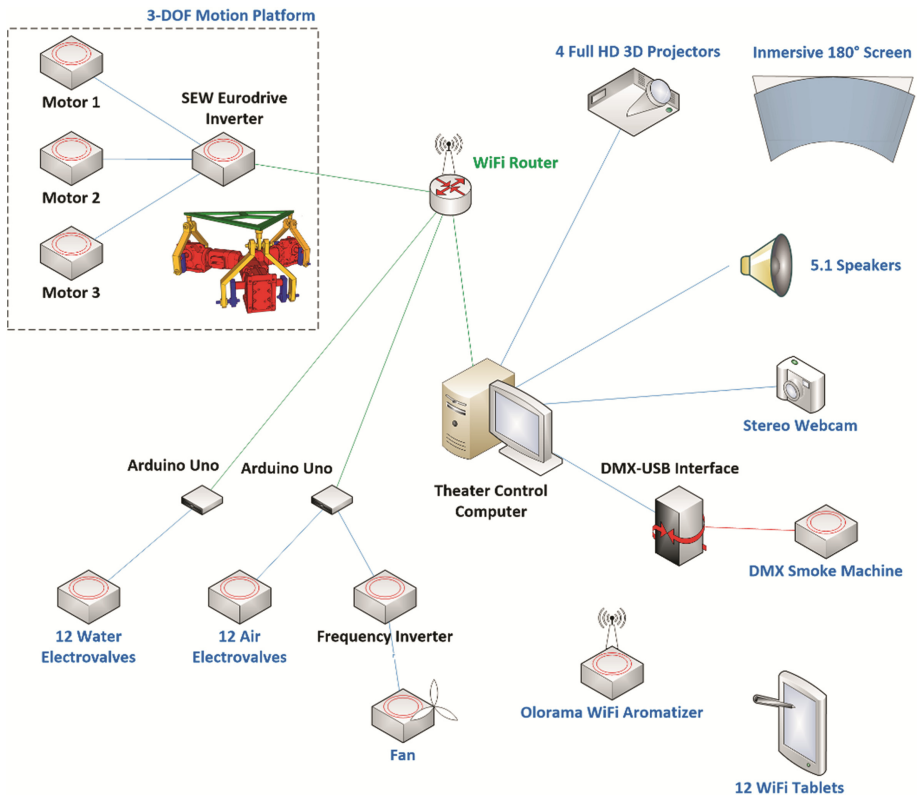 3-DOF Motion Platform
Motor 1
SEW Eurodrive
Inverter
Motor 2
Motor 3
WiFi Router
4 Full HD 3D Projectors
Inmersive 180° Screen
5.1 Speakers
Stereo Webcam
Theater Control
Computer
DMX-USB Interface
DMX Smoke Machine
Arduino Uno
Arduino Uno
12 Water
Electrovalves
12 Air
Electrovalves
Frequency Inverter
Fan
Olorama WiFi Aromatizer
12 WiFi Tablets